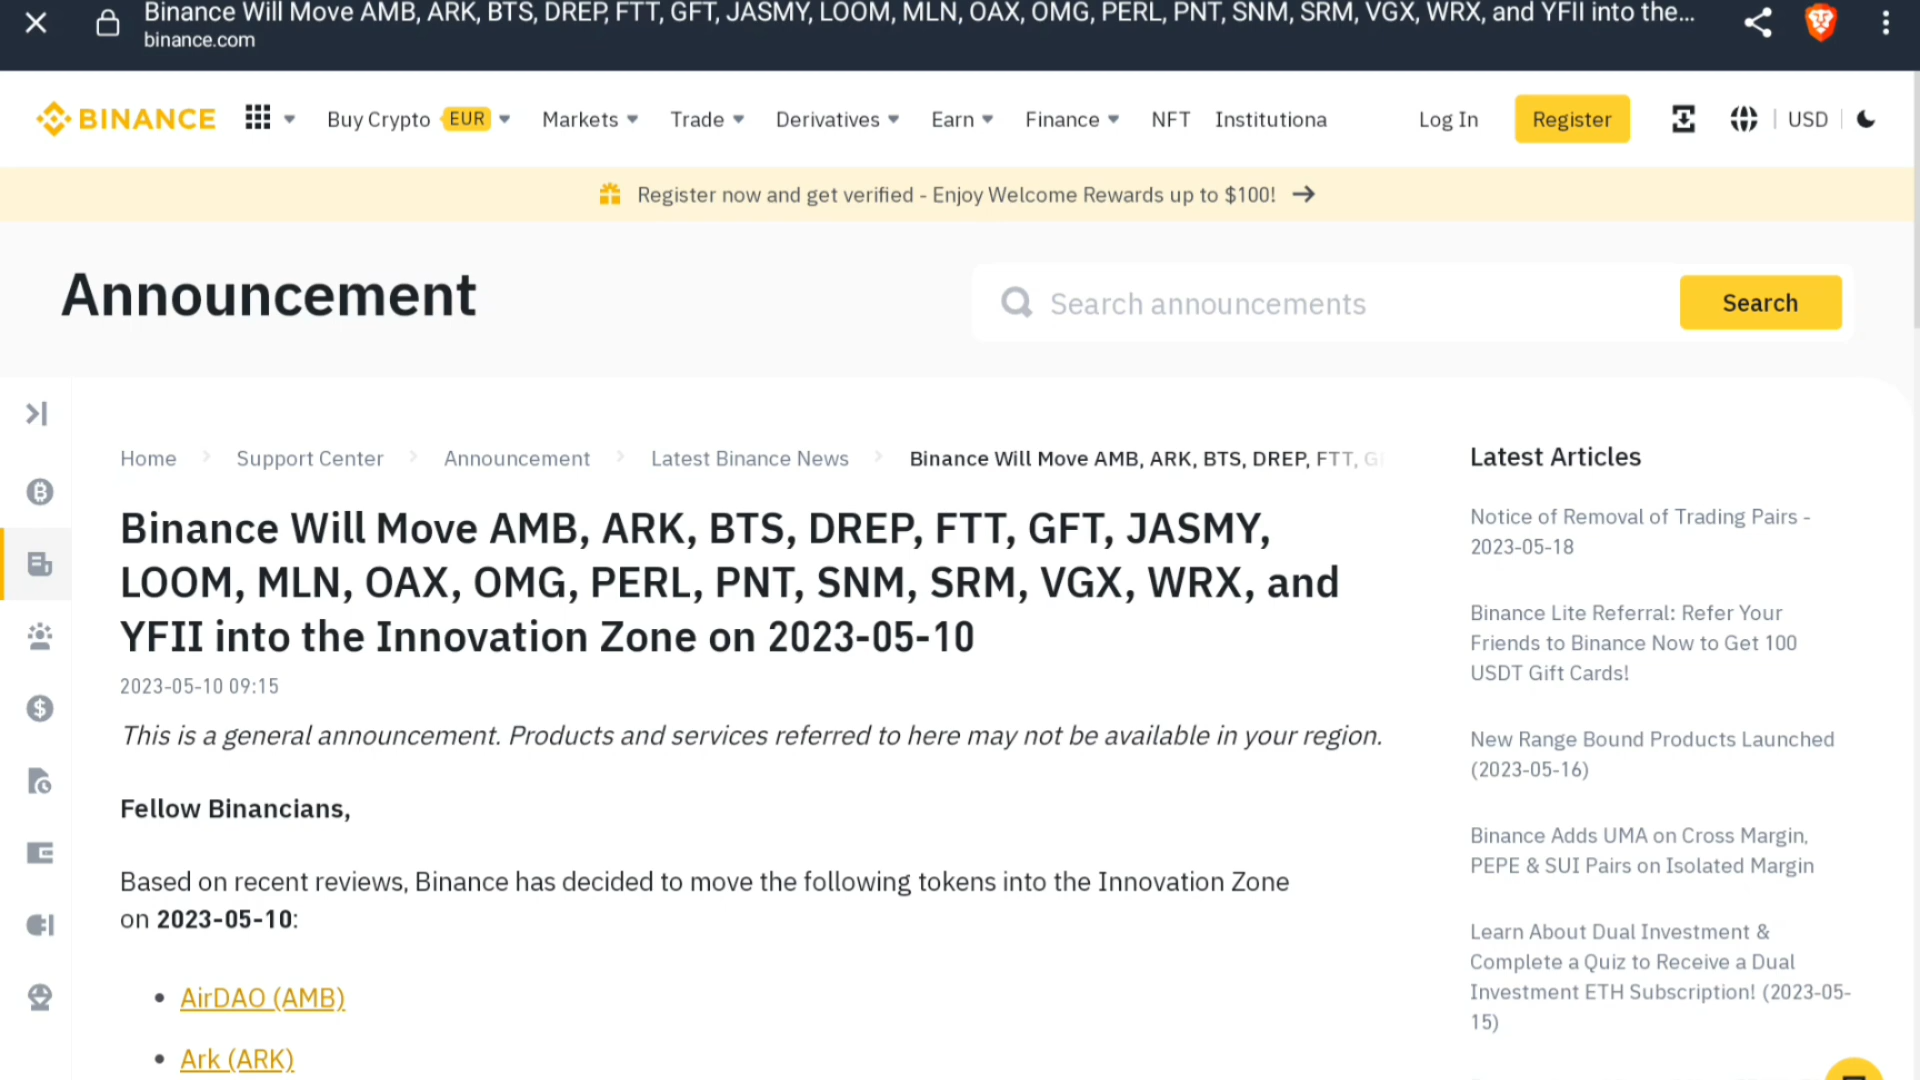 Binance Will Move AMB, ARK, BTS, DREP, FTT, GFT, JASMY, LOOM, MLN, OAX, OMG, PERL, PNT, SNM, SRM, VGX, WRX, and YFII into the...
binance.com
BINANCE
Buy Crypto EUR Markets Trade Derivatives Earn Finance NFT Institutiona Log In Register USD
Register now and get verified - Enjoy Welcome Rewards up to $100!
Announcement
Search announcements
Search
Home Support Center Announcement Latest Binance News Binance Will Move AMB, ARK, BTS, DREP, FTT, G
Binance Will Move AMB, ARK, BTS, DREP, FTT, GFT, JASMY,
LOOM, MLN, OAX, OMG, PERL, PNT, SNM, SRM, VGX, WRX, and
YFII into the Innovation Zone on 2023-05-10
2023-05-10 09:15
This is a general announcement. Products and services referred to here may not be available in your region.
Fellow Binancians,
Based on recent reviews, Binance has decided to move the following tokens into the Innovation Zone
on 2023-05-10:
AirDAO (AMB)
Ark (ARK)
Latest Articles
Notice of Removal of Trading Pairs -
2023-05-18
Binance Lite Referral: Refer Your
Friends to Binance Now to Get 100
USDT Gift Cards!
New Range Bound Products Launched
(2023-05-16)
Binance Adds UMA on Cross Margin,
PEPE & SUI Pairs on Isolated Margin
Learn About Dual Investment &
Complete a Quiz to Receive a Dual
Investment ETH Subscription! (2023-05-
15)